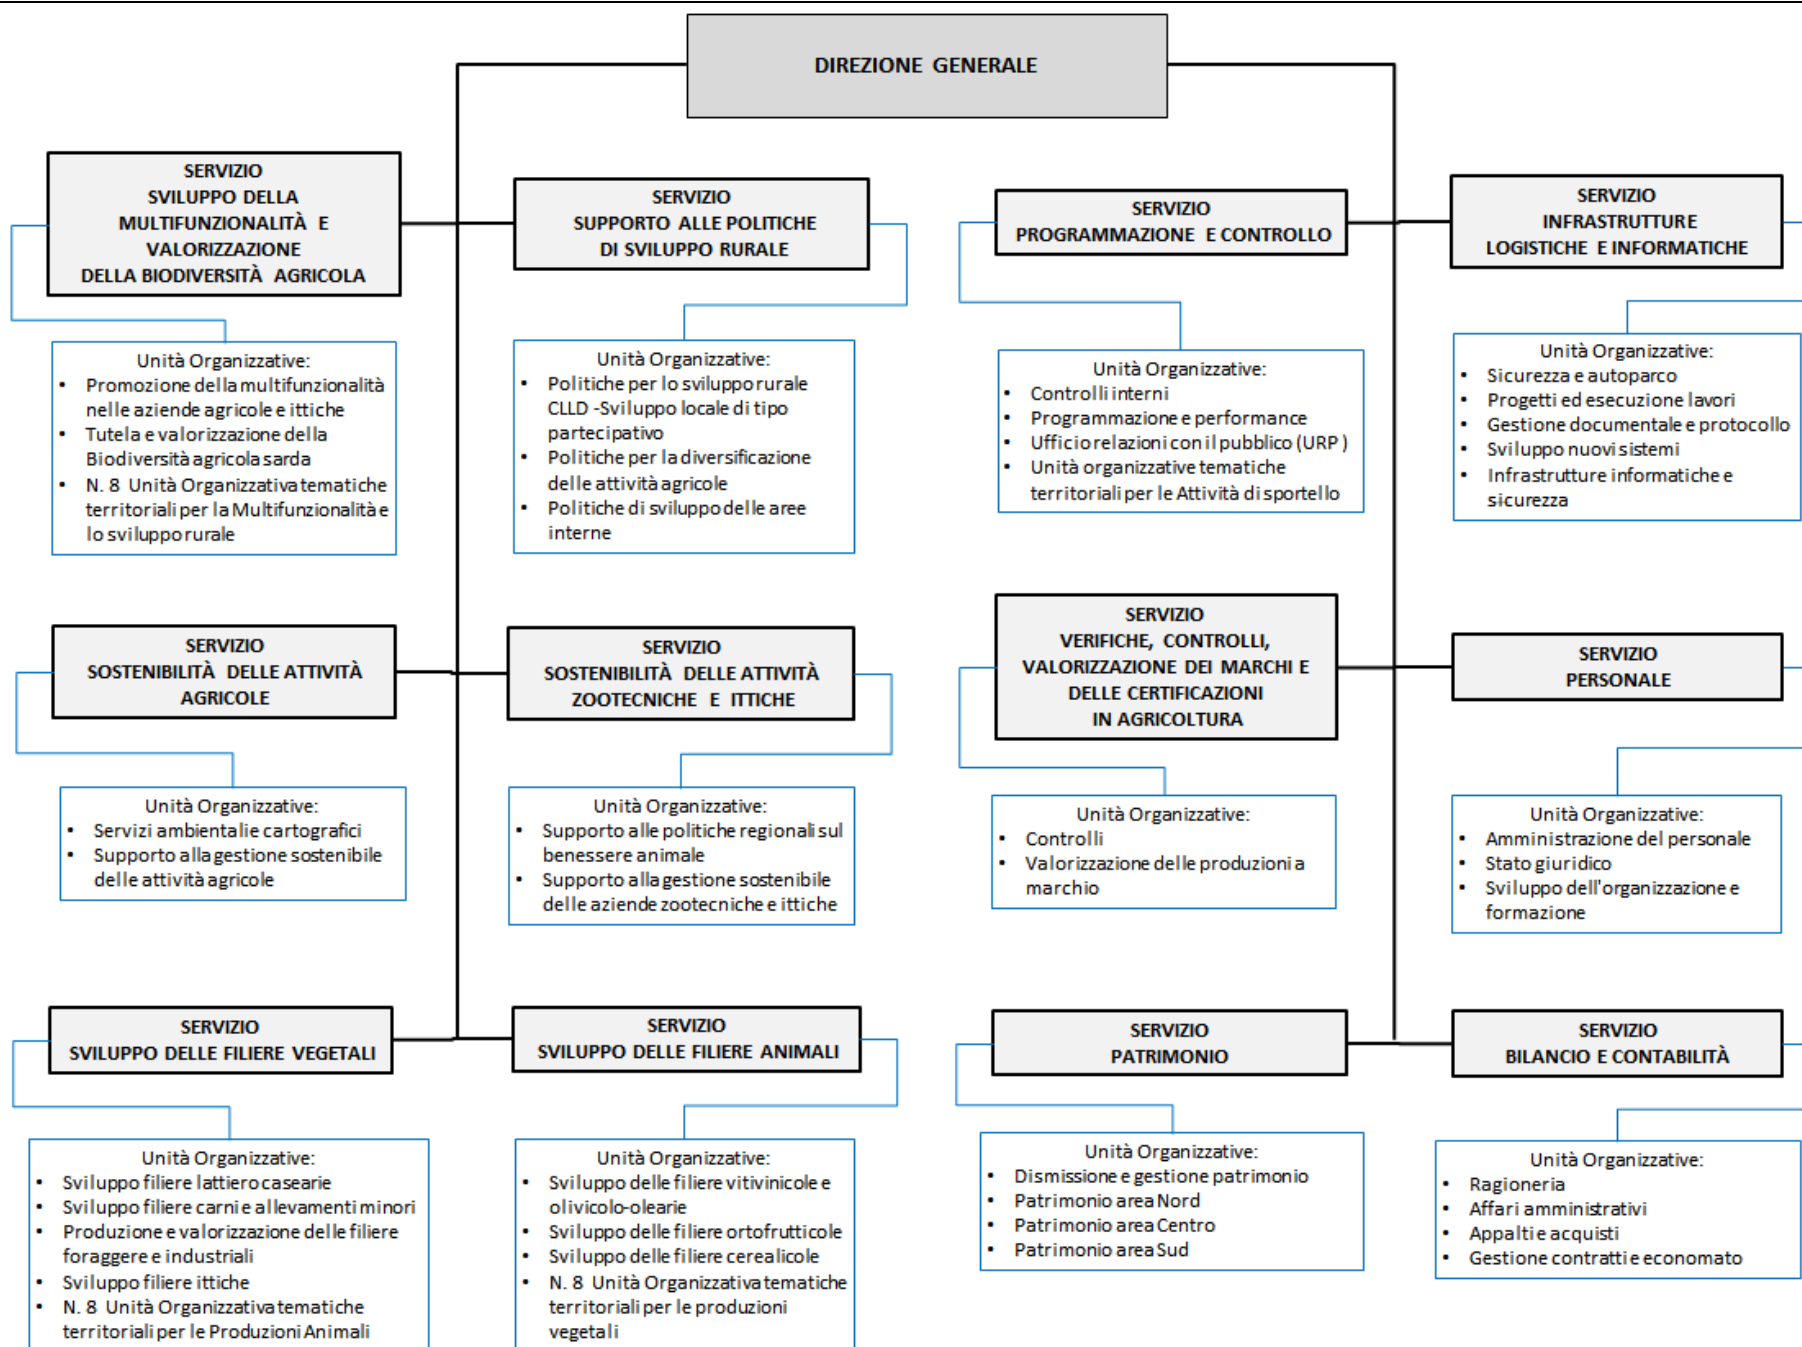 DIREZIONE GENERALE
SERVIZIO
SVILUPPO DELLA
MULTIFUNZIONALITÀ E
VALORIZZAZIONE
DELLA BIODIVERSITÀ AGRICOLA
SERVIZIO
SUPPORTO ALLE POLITICHE
DI SVILUPPO RURALE
SERVIZIO
PROGRAMMAZIONE E CONTROLLO
SERVIZIO
INFRASTRUTTURE
LOGISTICHE E INFORMATICHE
Unità Organizzative:
• Promozione della multifunzionalità
nelle aziende agricole e ittiche
• Tutela e valorizzazione della
Biodiversità agricola sarda
• N. 8 Unità Organizzativa tematiche
territoriali per la Multifunzionalità e
lo sviluppo rurale
Unità Organizzative:
• Politiche per lo sviluppo rurale
CLLD -Sviluppo locale di tipo
partecipativo
• Politiche per la diversificazione
delle attività agricole
• Politiche di sviluppo delle aree
interne
Unità Organizzative:
• Controlli interni
• Programmazione e performance
• Ufficio relazioni con il pubblico (URP )
• Unità organizzative tematiche
territoriali per le Attività di sportello
Unità Organizzative:
• Sicurezza e autoparco
• Progetti ed esecuzione lavori
• Gestione documentale e protocollo
• Sviluppo nuovi sistemi
• Infrastrutture informatiche e
sicurezza
SERVIZIO
SOSTENIBILITÀ DELLE ATTIVITÀ
AGRICOLE
SERVIZIO
SOSTENIBILITÀ DELLE ATTIVITÀ
ZOOTECNICHE E ITTICHE
SERVIZIO
VERIFICHE, CONTROLLI,
VALORIZZAZIONE DEI MARCHI E
DELLE CERTIFICAZIONI
IN AGRICOLTURA
SERVIZIO
PERSONALE
Unità Organizzative:
• Servizi ambientali e cartografici
• Supporto alla gestione sostenibile
delle attività agricole
Unità Organizzative:
• Supporto alle politiche regionali sul
benessere animale
• Supporto alla gestione sostenibile
delle aziende zootecniche e ittiche
Unità Organizzative:
• Controlli
• Valorizzazione delle produzioni a
marchio
Unità Organizzative:
• Amministrazione del personale
• Stato giuridico
• Sviluppo dell'organizzazione e
formazione
SERVIZIO
SVILUPPO DELLE FILIERE VEGETALI
SERVIZIO
SVILUPPO DELLE FILIERE ANIMALI
SERVIZIO
PATRIMONIO
SERVIZIO
BILANCIO E CONTABILITÀ
Unità Organizzative:
• Sviluppo filiere lattiero casearie
• Sviluppo filiere carni e allevamenti minori
• Produzione e valorizzazione delle filiere
foraggere e industriali
• Sviluppo filiere ittiche
• N. 8 Unità Organizzativa tematiche
territoriali per le Produzioni Animali
Unità Organizzative:
• Sviluppo delle filiere vitivinicole e
olivicolo-olearie
• Sviluppo delle filiere ortofrutticole
• Sviluppo delle filiere cerealicole
• N. 8 Unità Organizzativa tematiche
territoriali per le produzioni
vegetali
Unità Organizzative:
• Dismissione e gestione patrimonio
• Patrimonio area Nord
• Patrimonio area Centro
• Patrimonio area Sud
Unità Organizzative:
• Ragioneria
• Affari amministrativi
• Appalti e acquisti
• Gestione contratti e economato